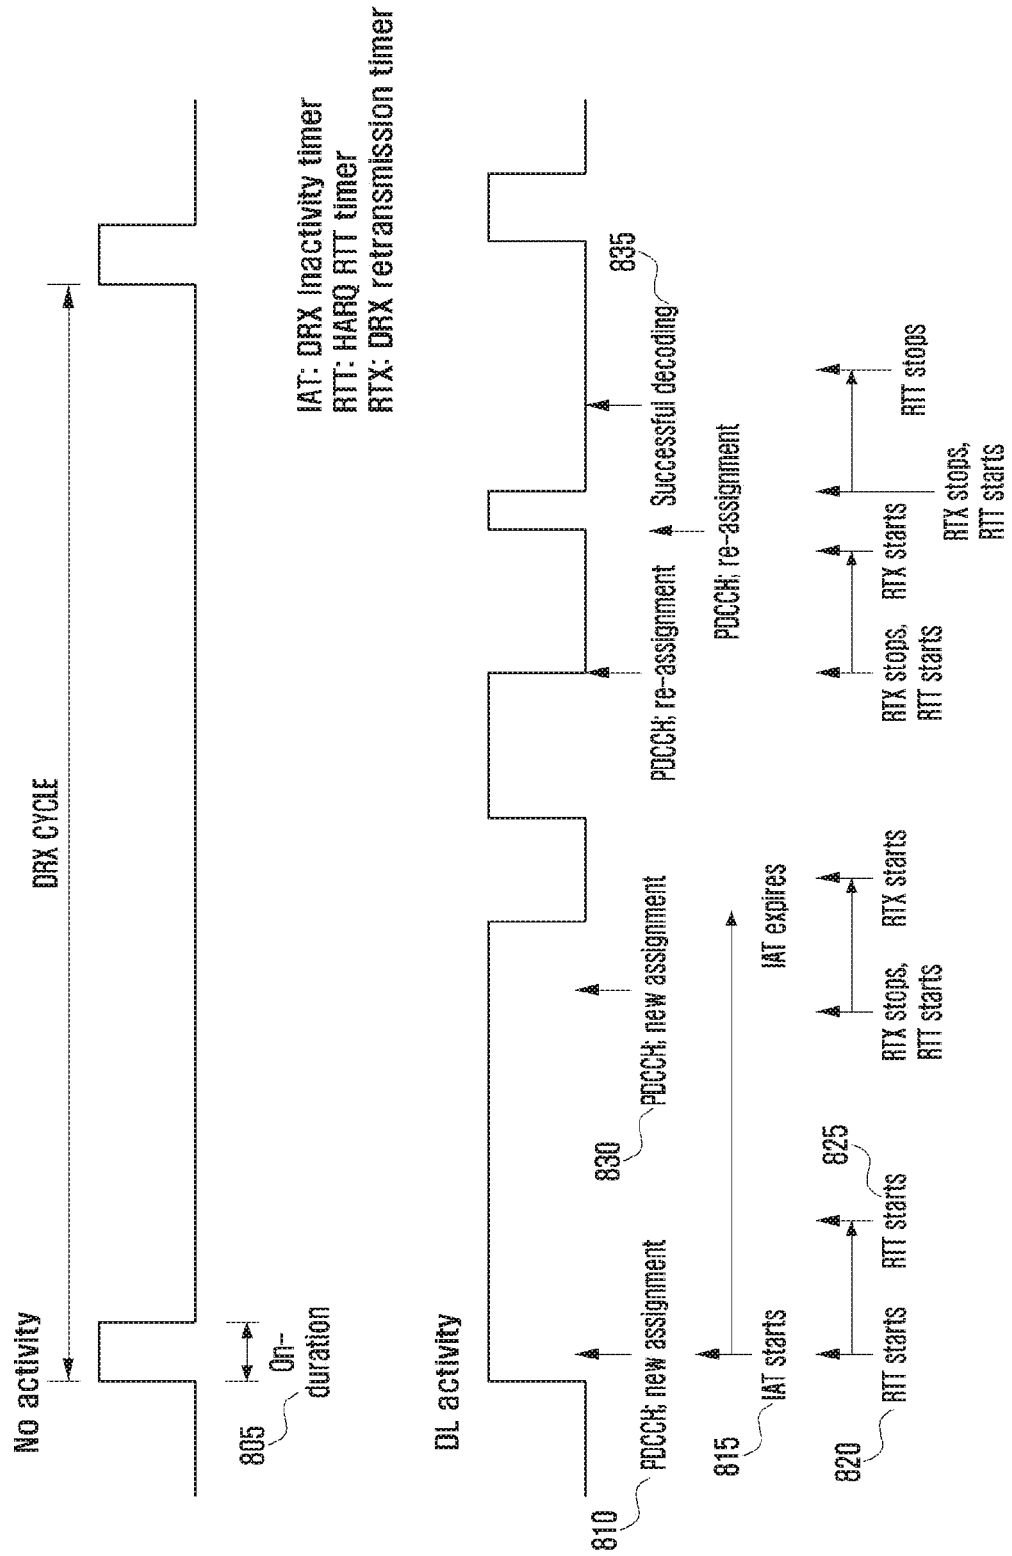 No activity
DRX CYCLE
On-
duration
805
IAT: DRX inactivity timer
RTT: HARQ RTT timer
RTX: DRX retransmission timer
DL activity
810
PDCCH; new assignment
830
PDCCH; new assignment
PDCCH; re-assignment
Successful decoding
835
PDCCH; re-assignment
815
IAT starts
IAT expires
820
RTT starts
RTT starts
825
RTX stops,
RTT starts
RTX starts
RTX stops,
RTT starts
RTX starts
RTX stops,
RTT starts
RTT stops